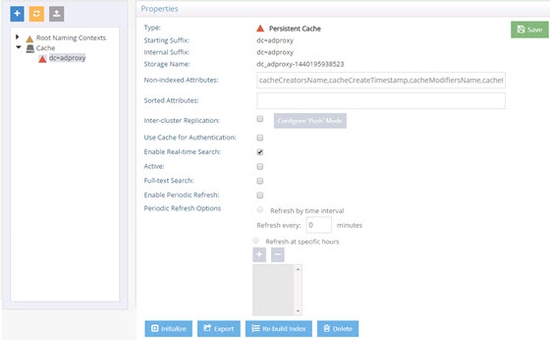 Root Naming Contexts
Cache
dc=adproxy
Properties
Type: Persistent Cache
Save
Starting Suffix: dc=adproxy
Internal Suffix: dc=adproxy
Storage Name: dc_adproxy-1440195938523
Non-indexed Attributes: cacheCreatorsName,cacheCreateTimestamp,cacheModifiersName,cacheI
Sorted Attributes:
Inter-cluster Replication: Configure 'Push' Mode
Use Cache for Authentication:
Enable Real-time Search:
Active:
Full-text Search:
Enable Periodic Refresh:
Periodic Refresh Options Refresh by time interval
Refresh every: 0 minutes
Refresh at specific hours
Initialize Export Re-build Index Delete